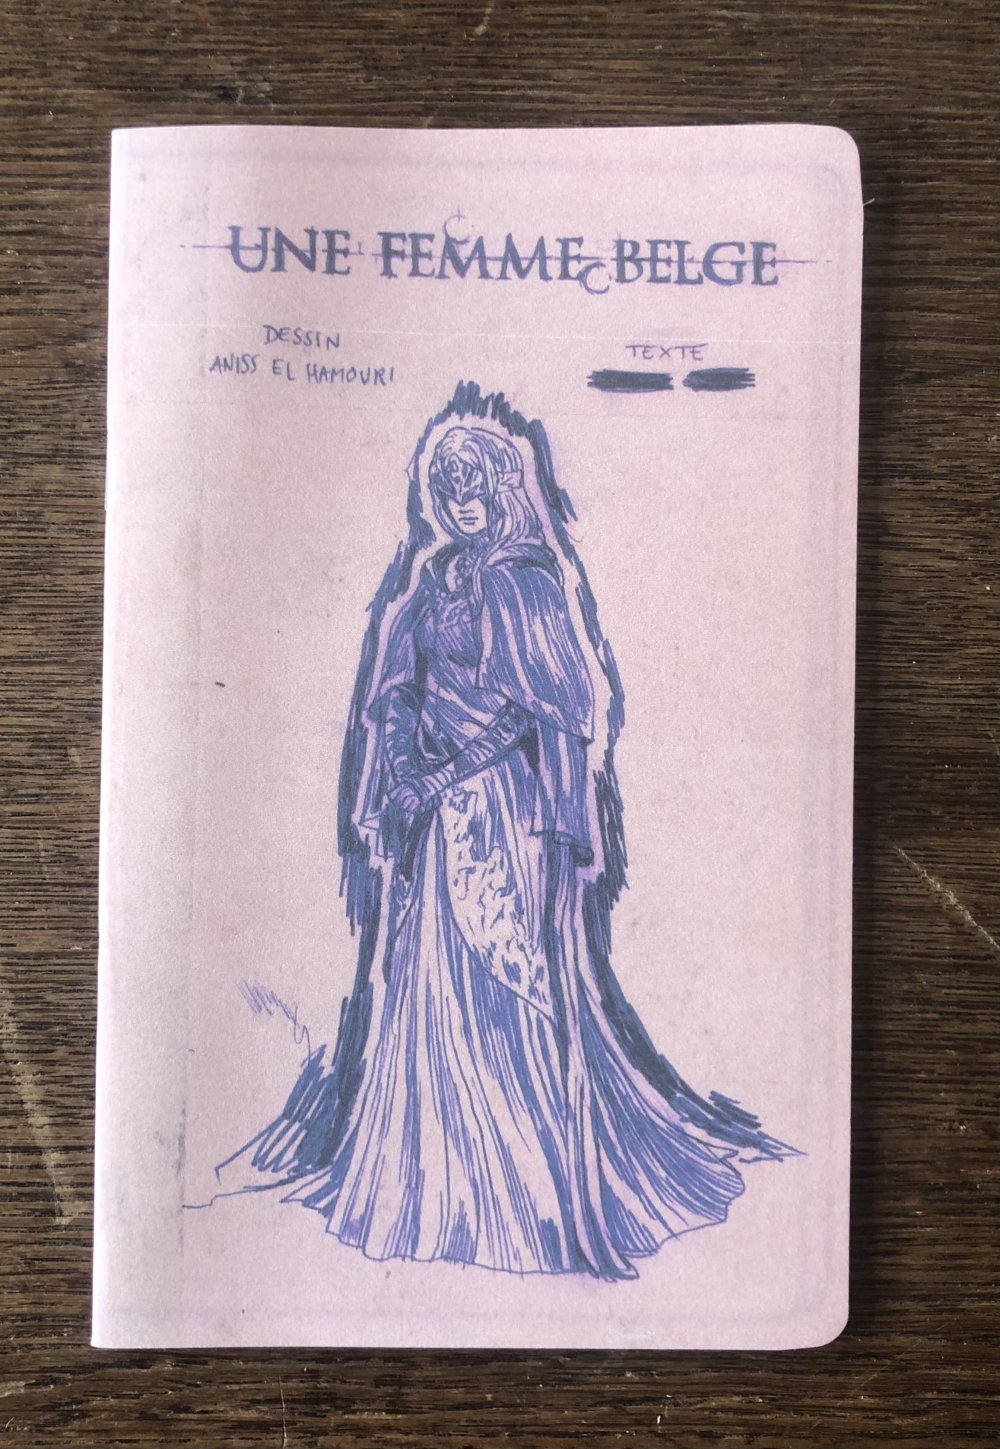 UNE FEMME BELGE
DESSIN
ANISS EL HAMOURI
TEXTE